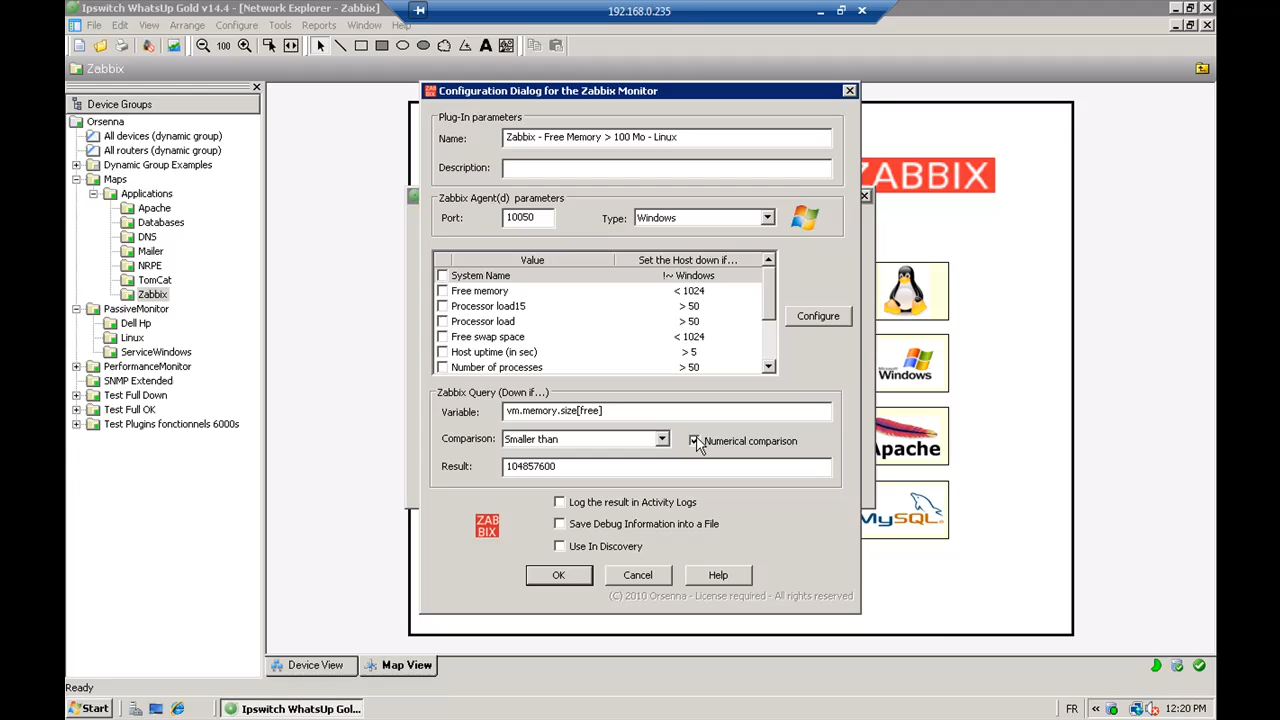 Ipswitch WhatsUp Gold v14.4 - [Network Explorer - Zabbix]
192.168.0.235
File Edit View Arrange Configure Tools Reports Window Help
100
Zabbix
Device Groups
Orsenna
All devices (dynamic group)
All routers (dynamic group)
Dynamic Group Examples
Maps
Applications
Apache
Databases
DNS
Mailer
NRPE
TomCat
Zabbix
PassiveMonitor
Dell Hp
Linux
ServiceWindows
PerformanceMonitor
SNMP Extended
Test Full Down
Test Full OK
Test Plugins fonctionnels 6000s
ZAB
BIX
Configuration Dialog for the Zabbix Monitor
Plug-In parameters
Name: Zabbix - Free Memory > 100 Mo - Linux
Description:
Zabbix Agent(d) parameters
Port: 10050 Type: Windows
Value Set the Host down if...
System Name !~ Windows
Free memory < 1024
Processor load15 > 50
Processor load > 50
Free swap space < 1024
Host uptime (in sec) > 5
Number of processes > 50
Configure
Zabbix Query (Down if...)
Variable: vm.memory.size[free]
Comparison: Smaller than Numerical comparison
Result: 104857600
Log the result in Activity Logs
Save Debug Information into a File
Use In Discovery
ZAB
BIX
OK Cancel Help
(C) 2010 Orsenna - License required - All rights reserved
ZABBIX
Windows
Apache
MySQL
Device View Map View
Ready
Start Ipswitch WhatsUp Gol... FR « 12:20 PM